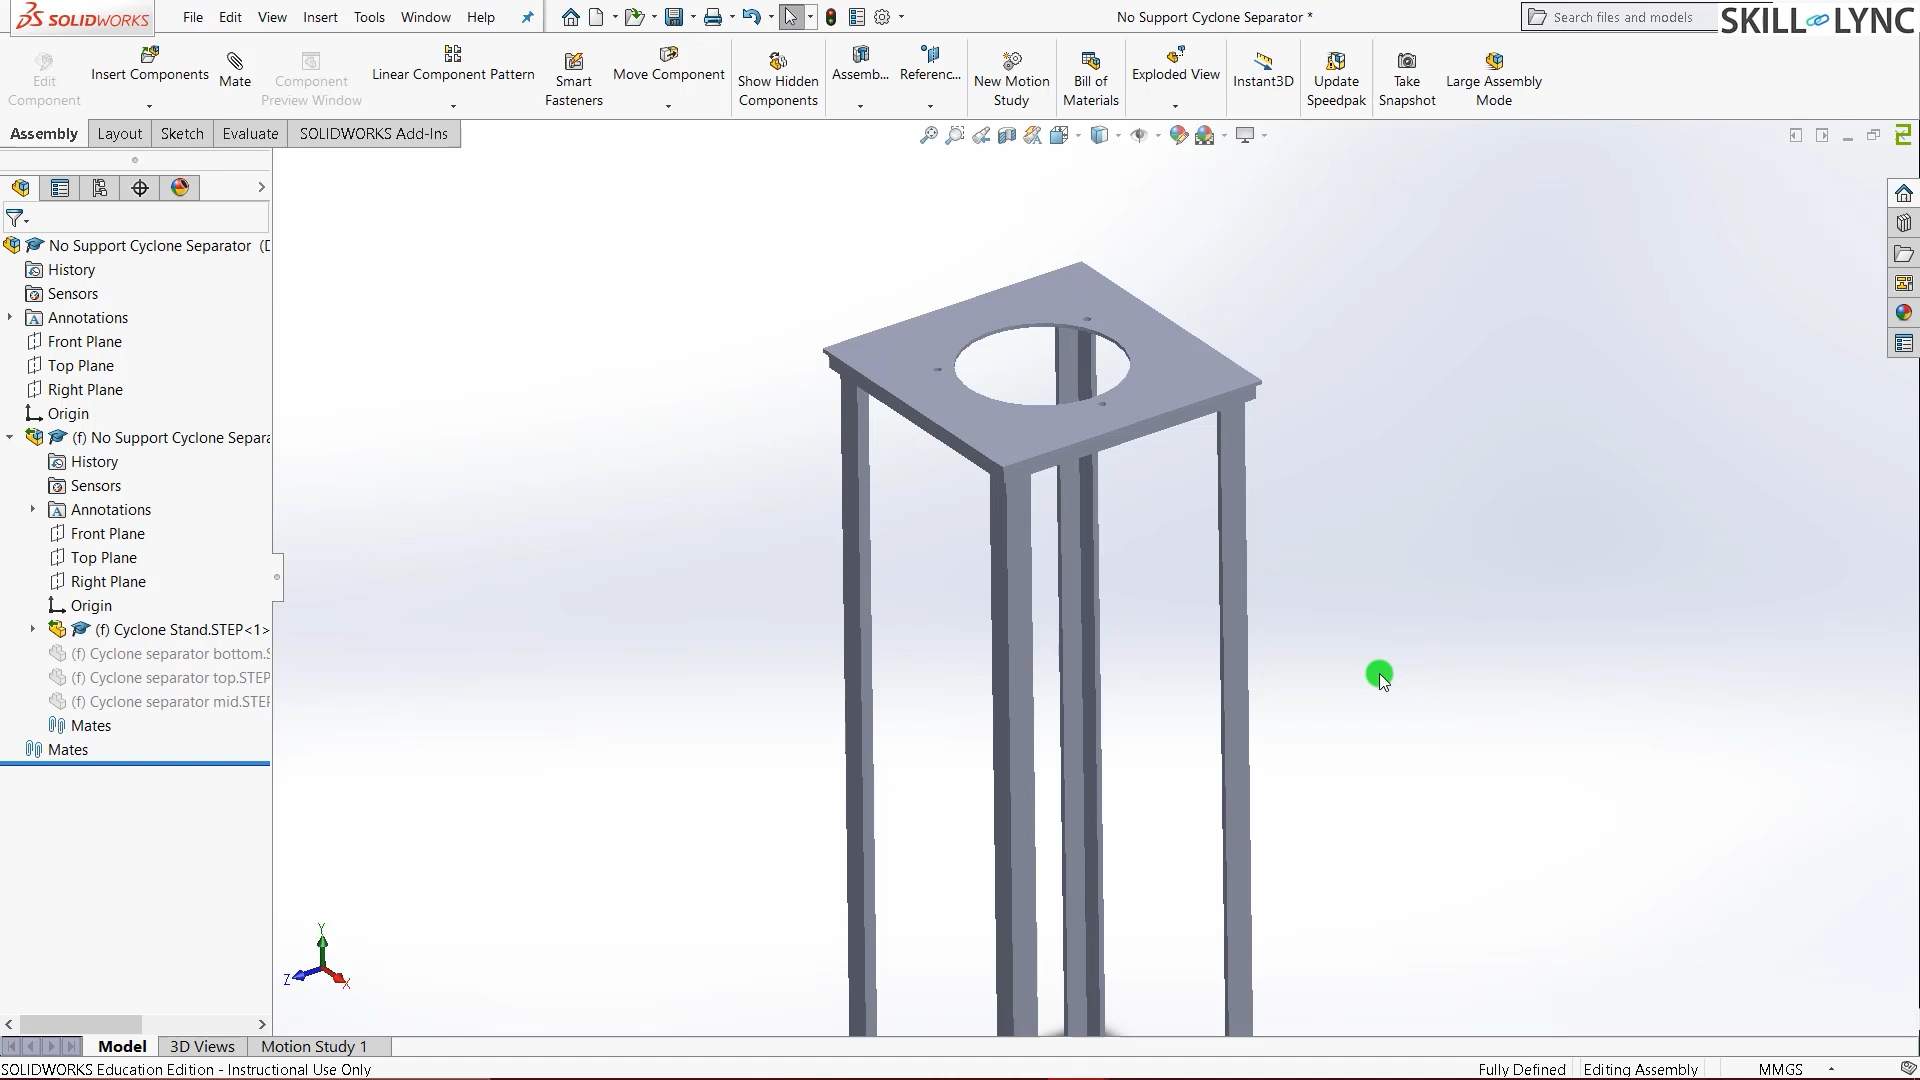 SOLIDWORKS
File Edit View Insert Tools Window Help
No Support Cyclone Separator *
Search files and models
SKILL LYNC
Edit Component
Insert Components
Mate
Component Preview Window
Linear Component Pattern
Smart Fasteners
Move Component
Show Hidden Components
Assemb...
Referenc...
New Motion Study
Bill of Materials
Exploded View
Instant3D
Update Speedpak
Take Snapshot
Large Assembly Mode
Assembly Layout Sketch Evaluate SOLIDWORKS Add-Ins
No Support Cyclone Separator (D
History
Sensors
Annotations
Front Plane
Top Plane
Right Plane
Origin
(f) No Support Cyclone Separa
History
Sensors
Annotations
Front Plane
Top Plane
Right Plane
Origin
(f) Cyclone Stand.STEP<1>
(f) Cyclone separator bottom.S
(f) Cyclone separator top.STEP
(f) Cyclone separator mid.STEP
Mates
Mates
Y
Z
X
Model 3D Views Motion Study 1
SOLIDWORKS Education Edition - Instructional Use Only
Fully Defined Editing Assembly MMGS